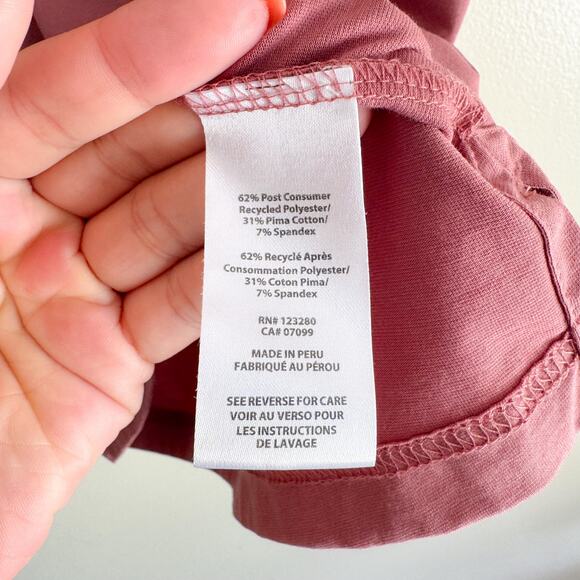 62% Post Consumer
Recycled Polyester/
31% Pima Cotton/
7% Spandex
62% Recyclé Après
Consommation Polyester/
31% Coton Pima/
7% Spandex
RN# 123280
CA# 07099
MADE IN PERU
FABRIQUÉ AU PÉROU
SEE REVERSE FOR CARE
VOIR AU VERSO POUR
LES INSTRUCTIONS
DE LAVAGE